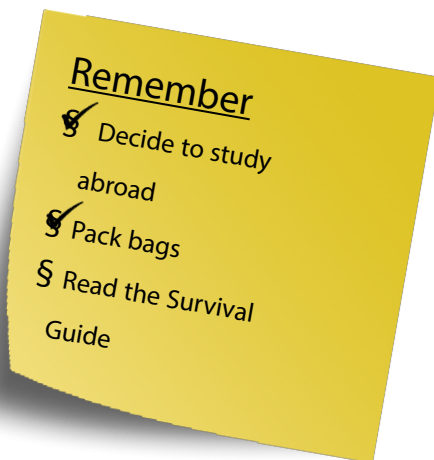 Remember
§ Decide to study
abroad
§ Pack bags
§ Read the Survival
Guide